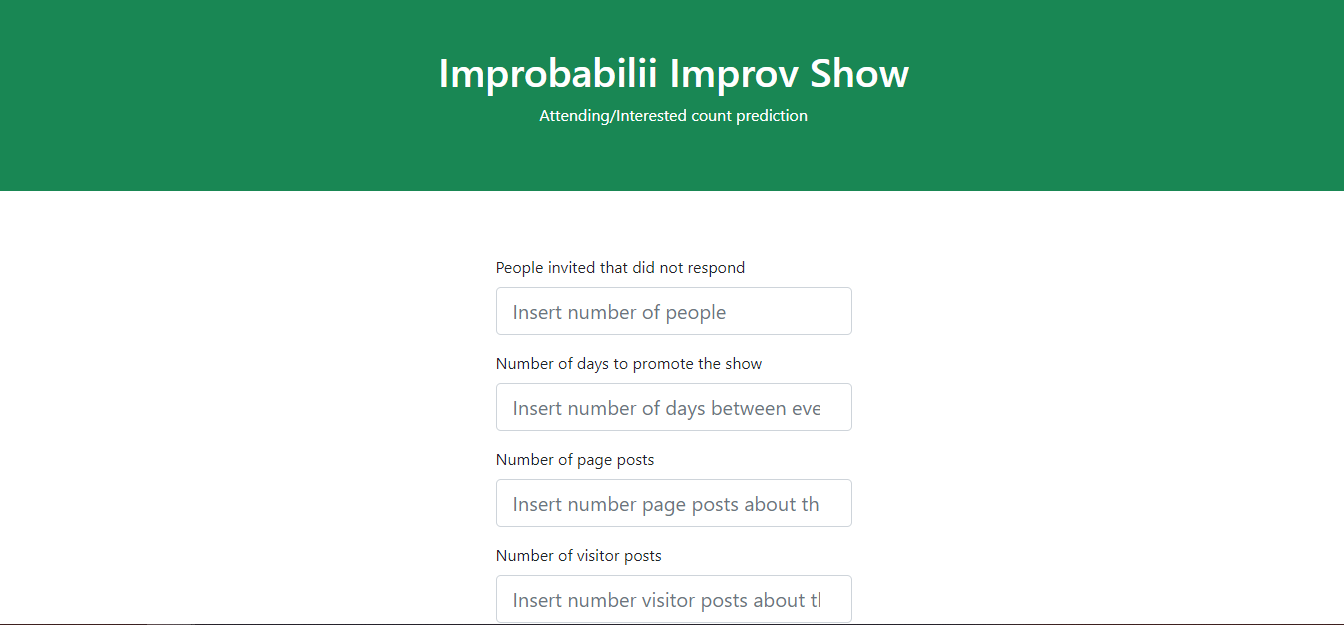 Improbabilii Improv Show
Attending/Interested count prediction
People invited that did not respond
Insert number of people
Number of days to promote the show
Insert number of days between eve
Number of page posts
Insert number page posts about th
Number of visitor posts
Insert number visitor posts about